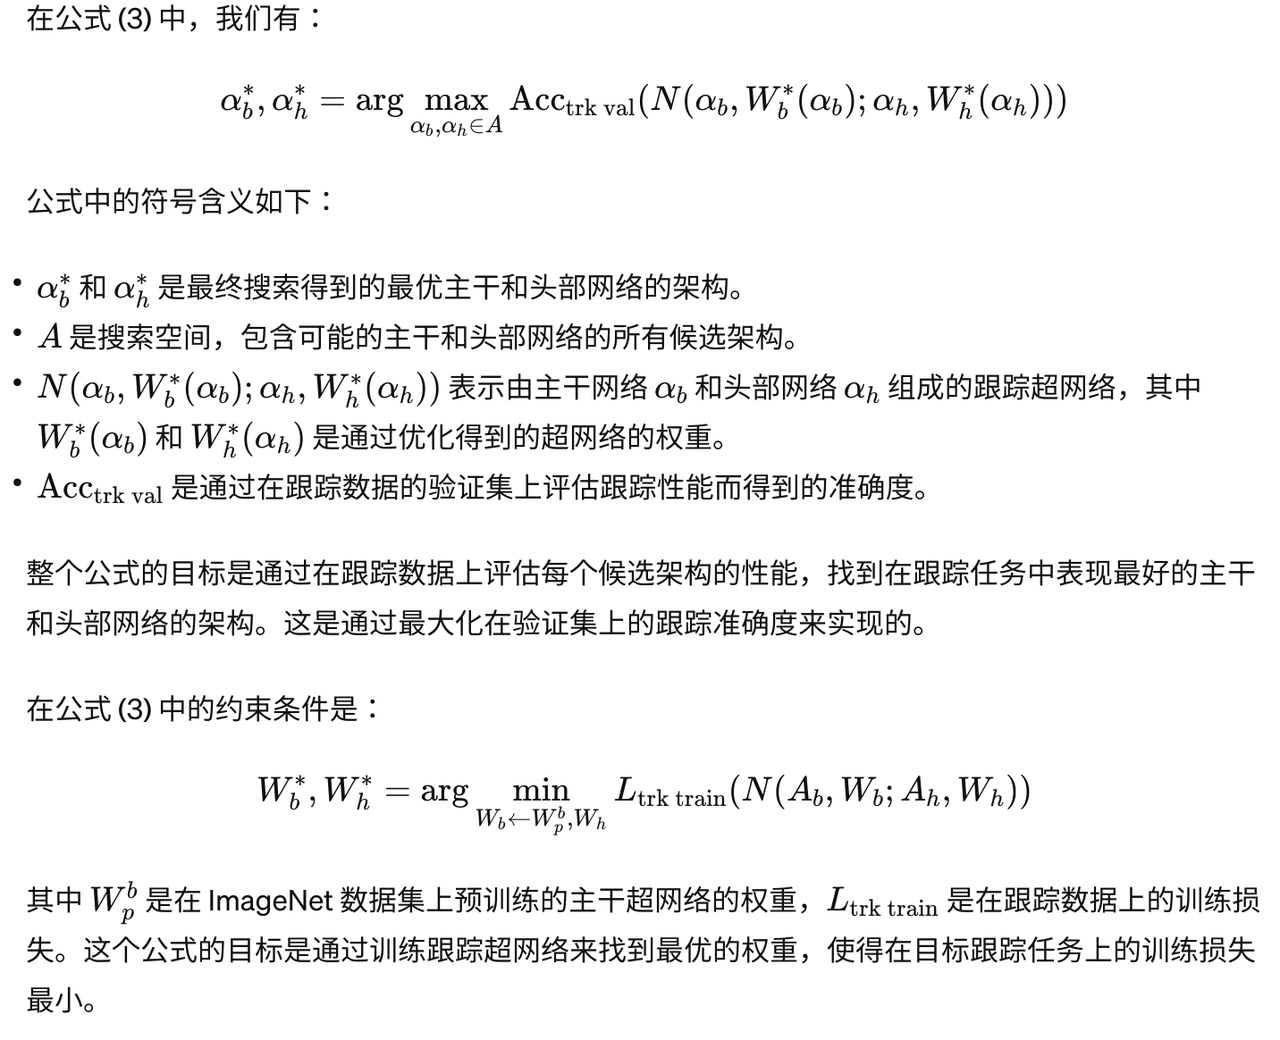 在公式 (3) 中，我们有：
$\alpha_b^*, \alpha_h^* = \arg\max_{\alpha_b,\alpha_h \in A} \text{Acc}_{\text{trk val}}(N(\alpha_b, W_b^*(\alpha_b); \alpha_h, W_h^*(\alpha_h)))$
公式中的符号含义如下：
• $\alpha_b^*$ 和 $\alpha_h^*$ 是最终搜索得到的最优主干和头部网络的架构。
• $A$ 是搜索空间，包含可能的主干和头部网络的所有候选架构。
• $N(\alpha_b, W_b^*(\alpha_b); \alpha_h, W_h^*(\alpha_h))$ 表示由主干网络 $\alpha_b$ 和头部网络 $\alpha_h$ 组成的跟踪超网络，其中
$W_b^*(\alpha_b)$ 和 $W_h^*(\alpha_h)$ 是通过优化得到的超网络的权重。
• $\text{Acc}_{\text{trk val}}$ 是通过在跟踪数据的验证集上评估跟踪性能而得到的准确度。
整个公式的目标是通过在跟踪数据上评估每个候选架构的性能，找到在跟踪任务中表现最好的主干
和头部网络的架构。这是通过最大化在验证集上的跟踪准确度来实现的。
在公式 (3) 中的约束条件是：
$W_b^*, W_h^* = \arg\min_{W_b \leftarrow W_p^b, W_h} L_{\text{trk train}}(N(A_b, W_b; A_h, W_h))$
其中 $W_p^b$ 是在 ImageNet 数据集上预训练的主干超网络的权重，$L_{\text{trk train}}$ 是在跟踪数据上的训练损
失。这个公式的目标是通过训练跟踪超网络来找到最优的权重，使得在目标跟踪任务上的训练损失
最小。